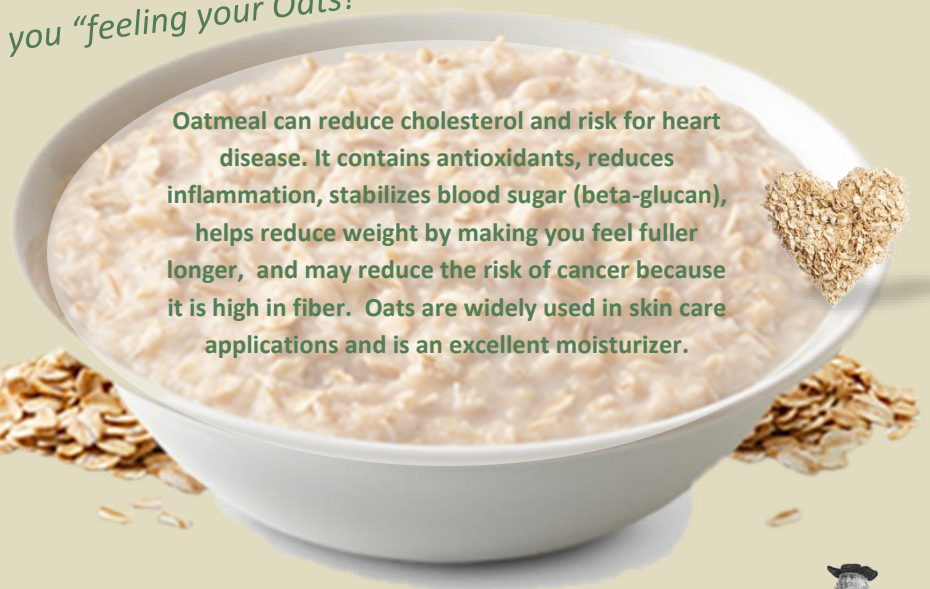 you “feeling your Oats?
Oatmeal can reduce cholesterol and risk for heart
disease. It contains antioxidants, reduces
inflammation, stabilizes blood sugar (beta-glucan),
helps reduce weight by making you feel fuller
longer,  and may reduce the risk of cancer because
it is high in fiber.  Oats are widely used in skin care
applications and is an excellent moisturizer.